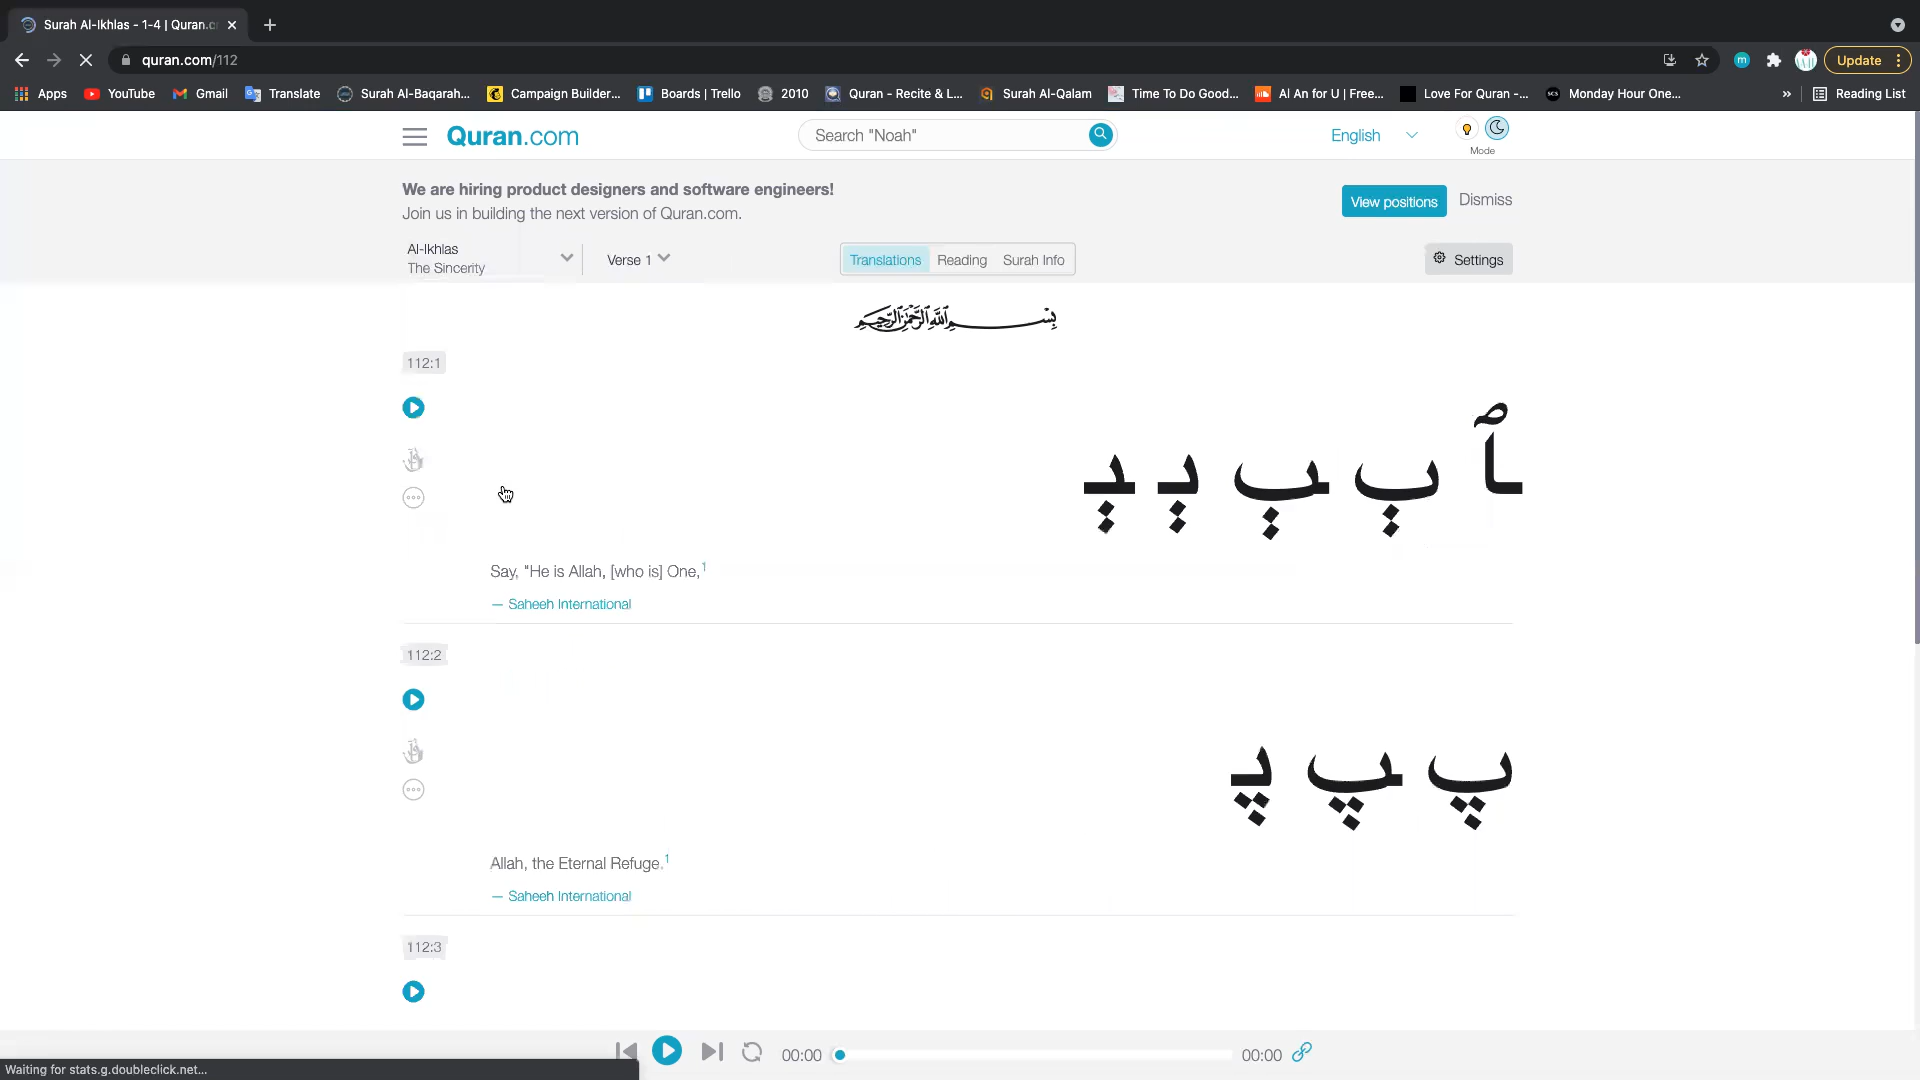 Surah Al-Ikhlas - 1-4 | Quran.c
quran.com/112
Update
Apps YouTube Gmail Translate Surah Al-Baqarah... Campaign Builder... Boards | Trello 2010 Quran - Recite & L... Surah Al-Qalam Time To Do Good... Al An for U | Free... Love For Quran -... Monday Hour One... » Reading List
Quran.com
Search "Noah"
English
Mode
We are hiring product designers and software engineers!
Join us in building the next version of Quran.com.
View positions
Dismiss
Al-Ikhlas
The Sincerity
Verse 1
Translations Reading Surah Info
Settings
بِسْمِ ٱللَّهِ ٱلرَّحْمَٰنِ ٱلرَّحِيمِ
112:1
ﭑ ﭒ ﭓ ﭔ ﭕ
Say, "He is Allah, [who is] One,1
— Saheeh International
112:2
ﭖ ﭗ ﭘ
Allah, the Eternal Refuge.1
— Saheeh International
112:3
00:00
00:00
Waiting for stats.g.doubleclick.net...